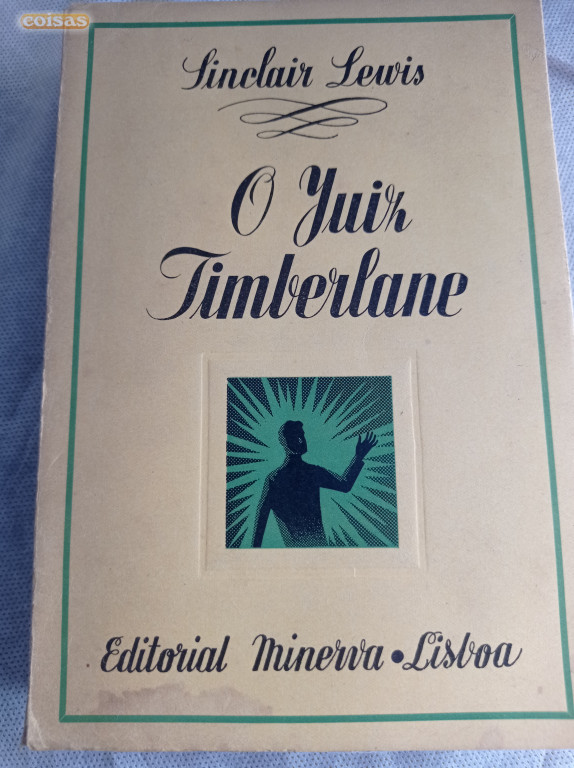 coisas
Sinclair Lewis
O Juiz
Timberlane
Editorial Minerva • Lisboa